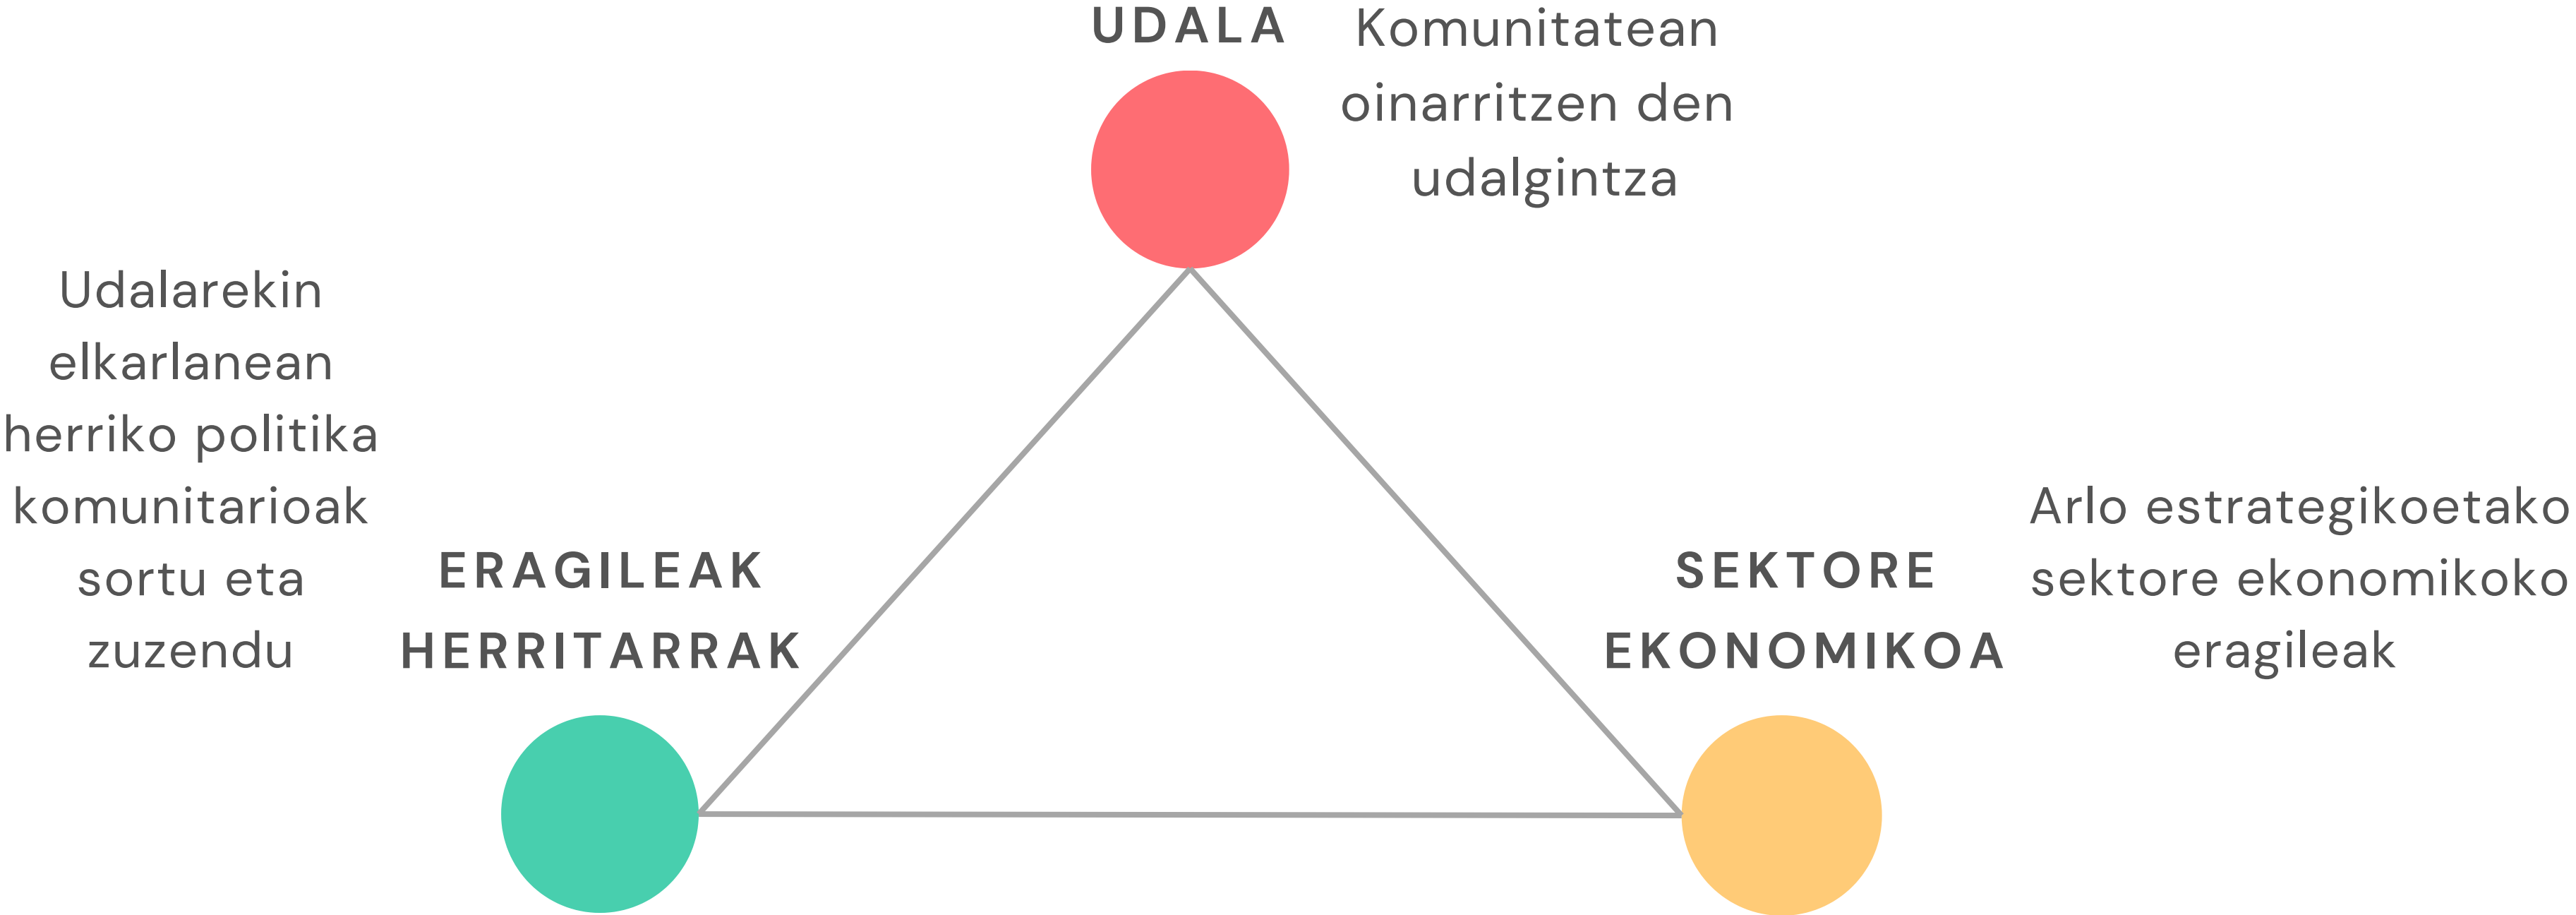 UDALA
Komunitatean
oinarritzen den
udalgintza
Udalarekin
elkarlanean
herriko politika
komunitarioak
sortu eta
zuzendu
ERAGILEAK
HERRITARRAK
SEKTORE
EKONOMIKOA
Arlo estrategikoetako
sektore ekonomikoko
eragileak